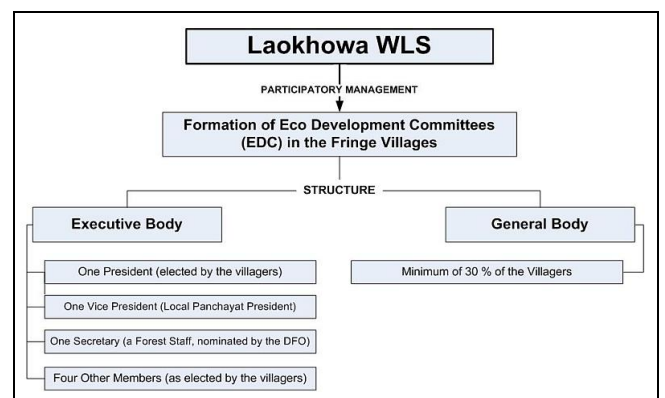 Laokhowa WLS
PARTICIPATORY MANAGEMENT
Formation of Eco Development Committees
(EDC) in the Fringe Villages
STRUCTURE
Executive Body
General Body
One President (elected by the villagers)
Minimum of 30 % of the Villagers
One Vice President (Local Panchayat President)
One Secretary (a Forest Staff, nominated by the DFO)
Four Other Members (as elected by the villagers)